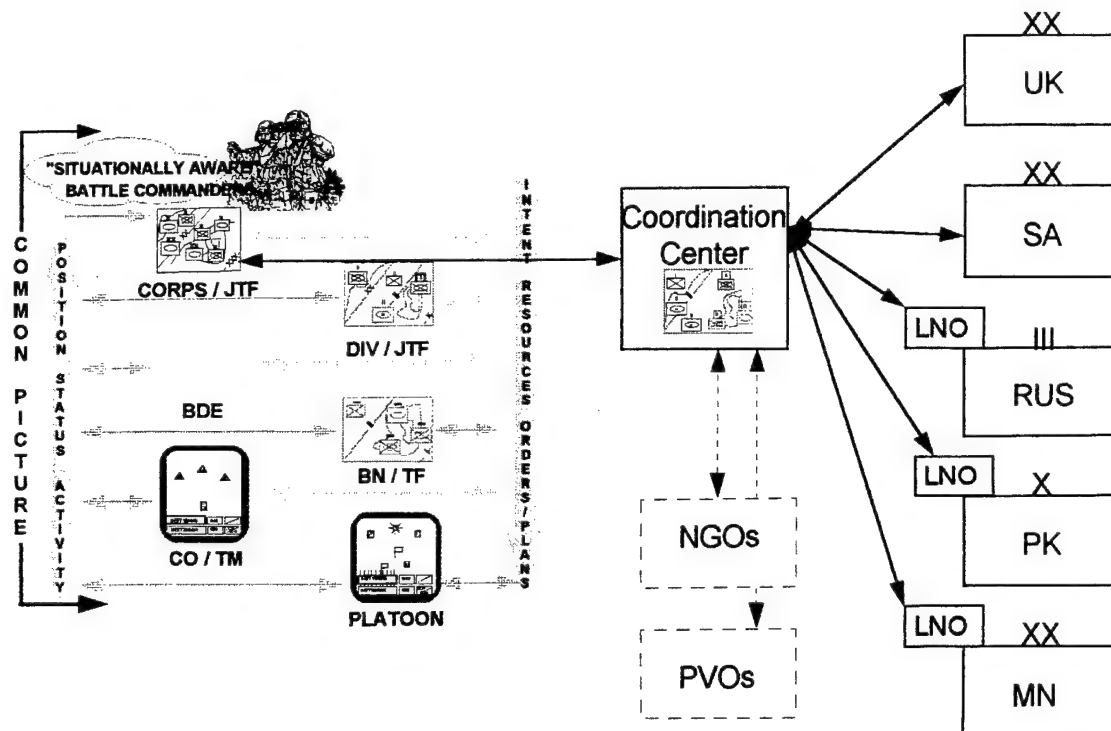 "SITUATIONALLY AWARE"
BATTLE COMMANDERS
COMMON PICTURE
POSITION STATUS ACTIVITY
CORPS / JTF
DIV / JTF
BDE
BN / TF
CO / TM
PLATOON
INTENT RESOURCES ORDERS/PLANS
Coordination
Center
NGOs
PVOs
XX
UK
XX
SA
LNO
III
RUS
LNO
X
PK
LNO
XX
MN